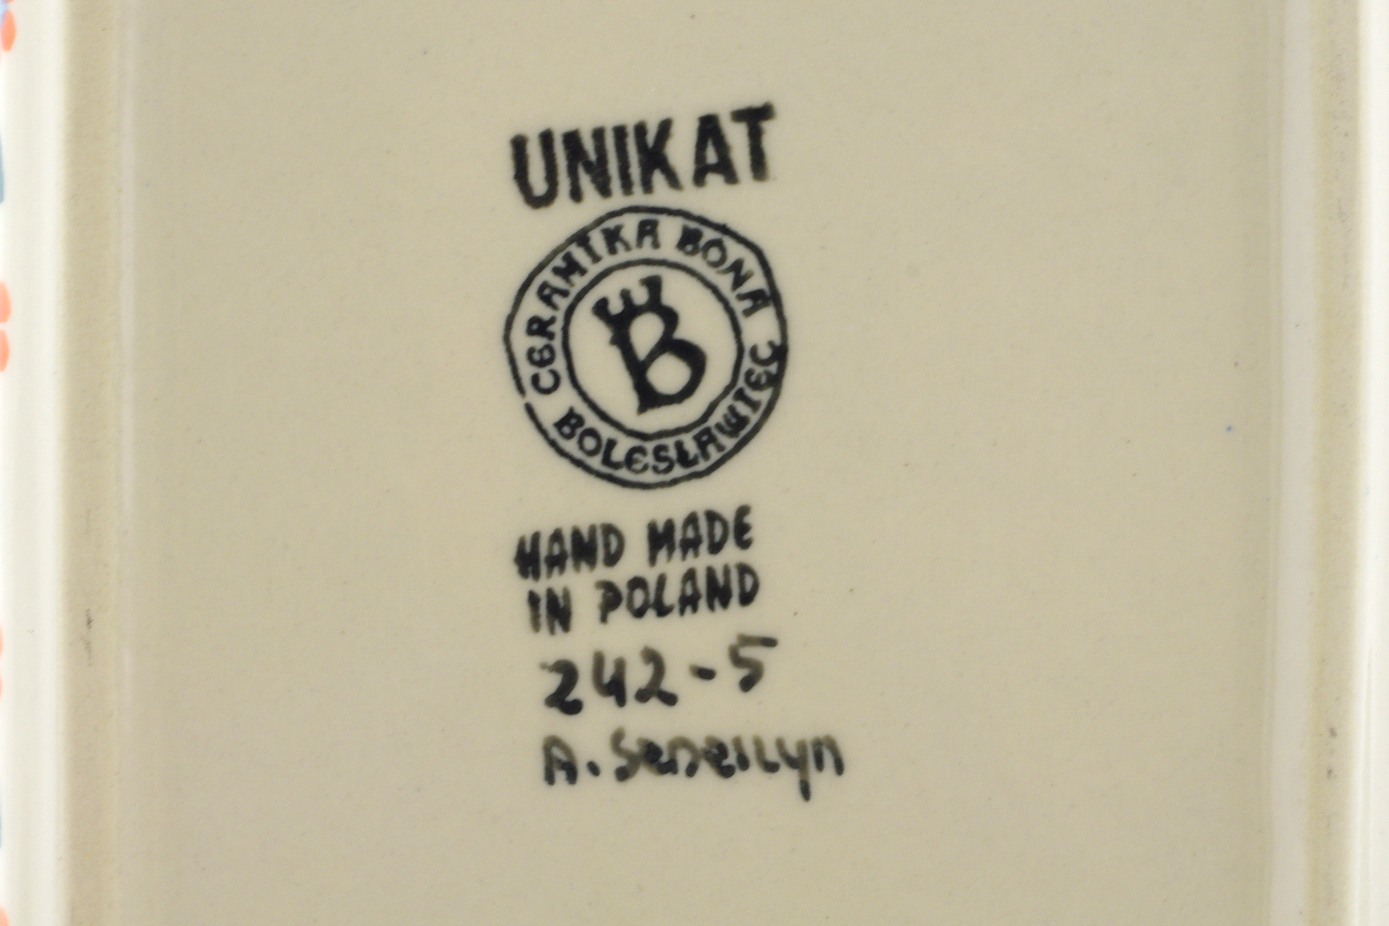 UNIKAT
CERAMIKA BONA
BOLESŁAWIEC
B
HAND MADE
IN POLAND
242-5
A.